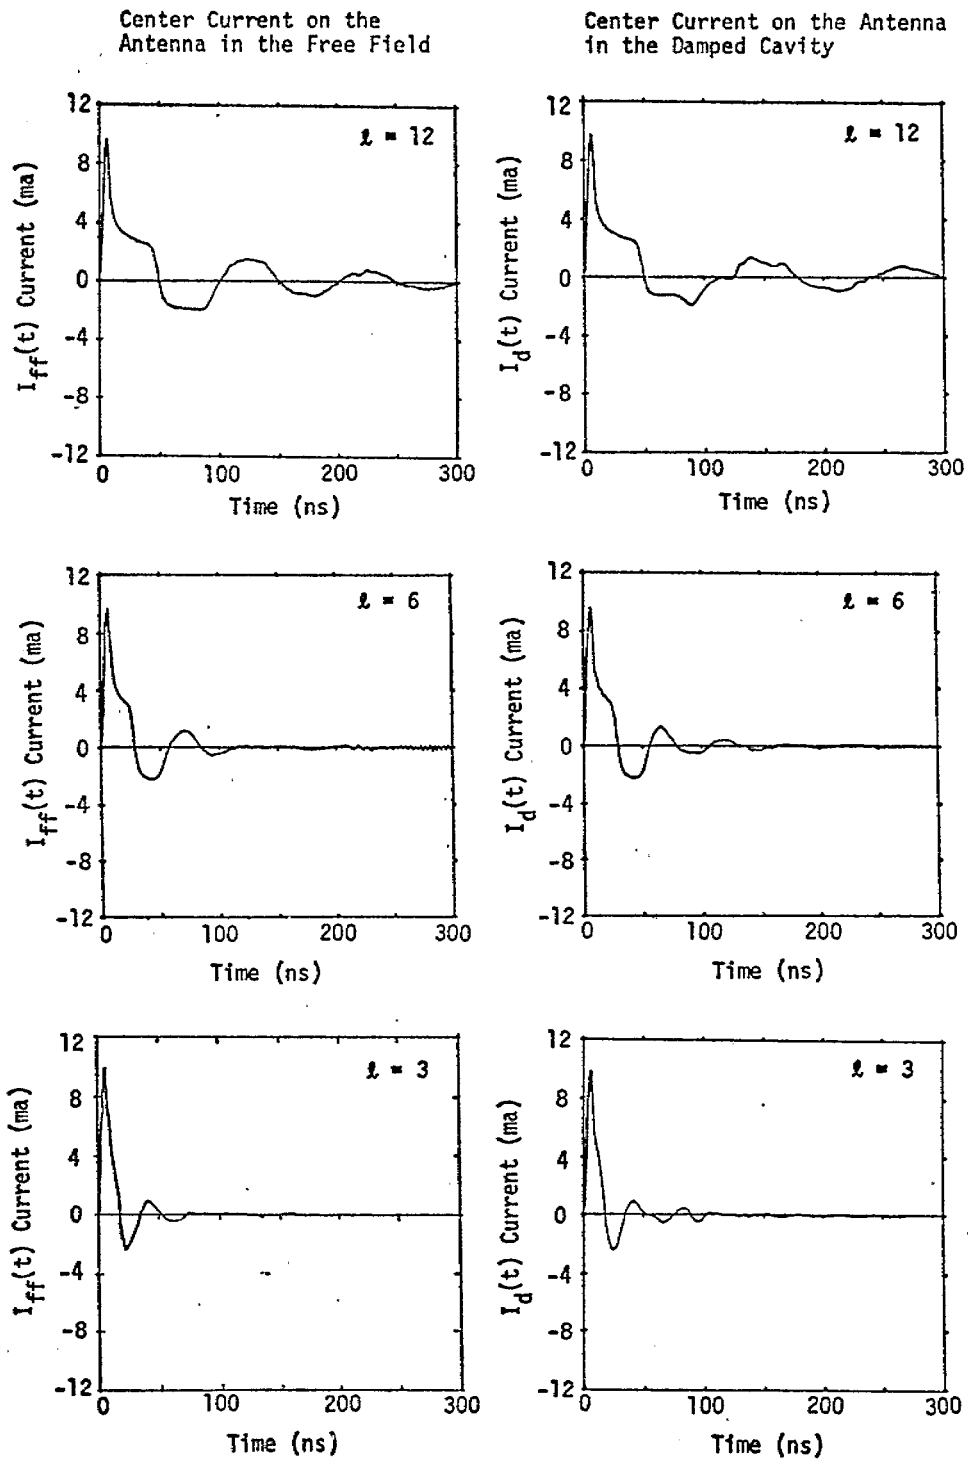 Center Current on the
Antenna in the Free Field
Center Current on the Antenna
in the Damped Cavity
ℓ = 12
12
8
4
0
-4
-8
-12
I_ff(t) Current (ma)
0 100 200 300
Time (ns)
ℓ = 12
12
8
4
0
-4
-8
-12
I_d(t) Current (ma)
0 100 200 300
Time (ns)
ℓ = 6
12
8
4
0
-4
-8
-12
I_ff(t) Current (ma)
0 100 200 300
Time (ns)
ℓ = 6
12
8
4
0
-4
-8
-12
I_d(t) Current (ma)
0 100 200 300
Time (ns)
ℓ = 3
12
8
4
0
-4
-8
-12
I_ff(t) Current (ma)
0 100 200 300
Time (ns)
ℓ = 3
12
8
4
0
-4
-8
-12
I_d(t) Current (ma)
0 100 200 300
Time (ns)